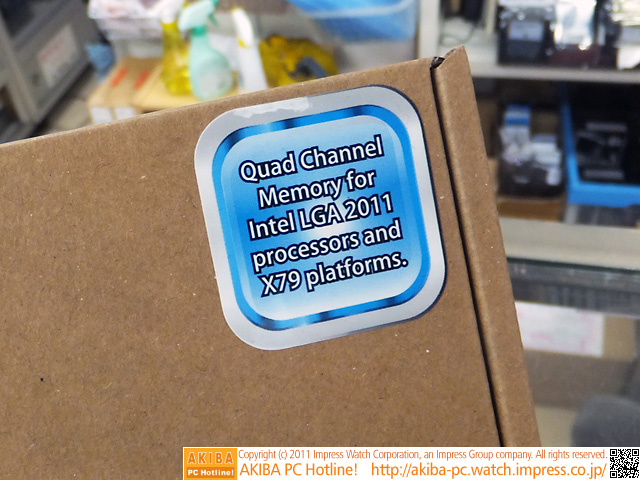 Quad Channel
Memory for
Intel LGA 2011
processors and
X79 platforms.
AKIBA
PC Hotline!
Copyright (c) 2011 Impress Watch Corporation, an Impress Group company. All rights reserved.
AKIBA PC Hotline! http://akiba-pc.watch.impress.co.jp/